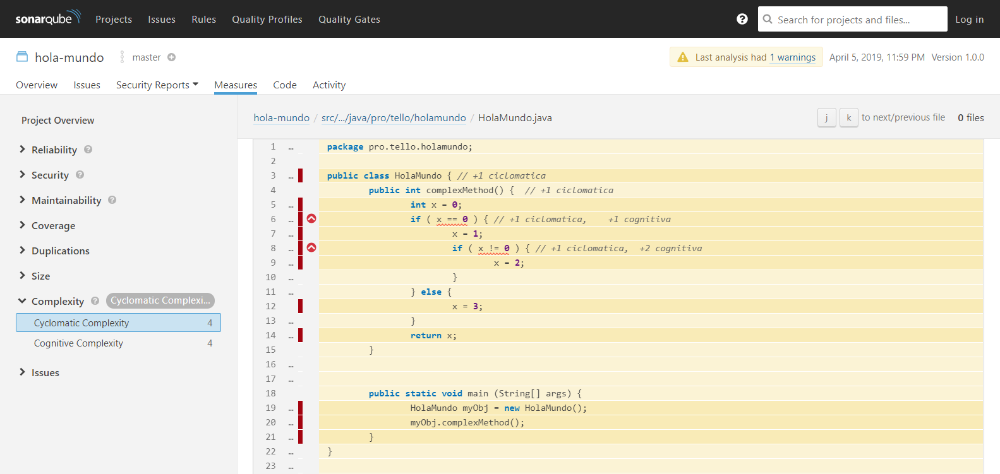 sonarqube Projects Issues Rules Quality Profiles Quality Gates ? Search for projects and files... Log in
hola-mundo master Last analysis had 1 warnings April 5, 2019, 11:59 PM Version 1.0.0
Overview Issues Security Reports Measures Code Activity
Project Overview
Reliability ?
Security ?
Maintainability ?
Coverage
Duplications
Size
Complexity ? Cyclomatic Complexi...
Cyclomatic Complexity 4
Cognitive Complexity 4
Issues
hola-mundo / src/.../java/pro/tello/holamundo / HolaMundo.java j k to next/previous file 0 files
1 ... package pro.tello.holamundo;
2
3 ... public class HolaMundo { // +1 ciclomatica
4 public int complexMethod() { // +1 ciclomatica
5 ... int x = 0;
6 ... if ( x == 0 ) { // +1 ciclomatica, +1 cognitiva
7 ... x = 1;
8 ... if ( x != 0 ) { // +1 ciclomatica, +2 cognitiva
9 ... x = 2;
10 ... }
11 ... } else {
12 ... x = 3;
13 ... }
14 ... return x;
15 }
16 ...
17 ...
18 public static void main (String[] args) {
19 ... HolaMundo myObj = new HolaMundo();
20 ... myObj.complexMethod();
21 ... }
22 ... }
23 ...